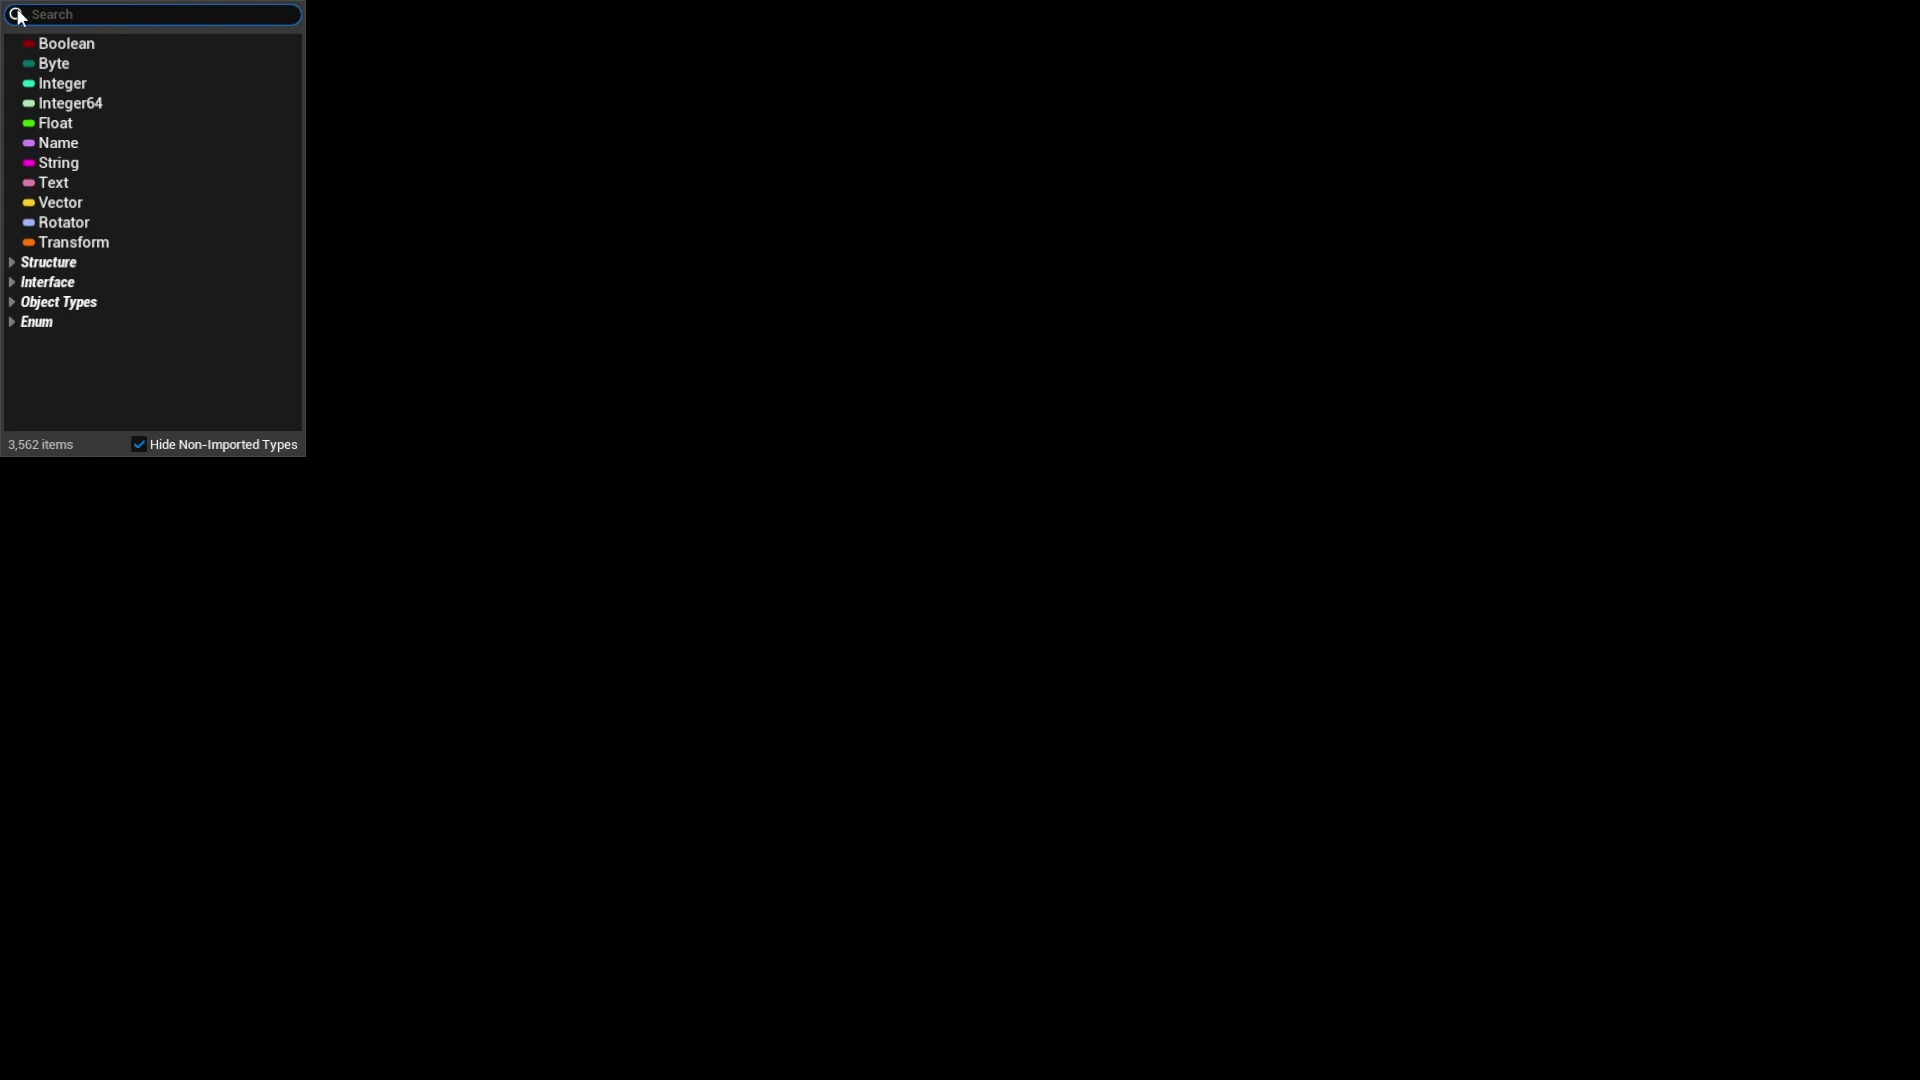 Search
Boolean
Byte
Integer
Integer64
Float
Name
String
Text
Vector
Rotator
Transform
Structure
Interface
Object Types
Enum
3,562 items Hide Non-Imported Types